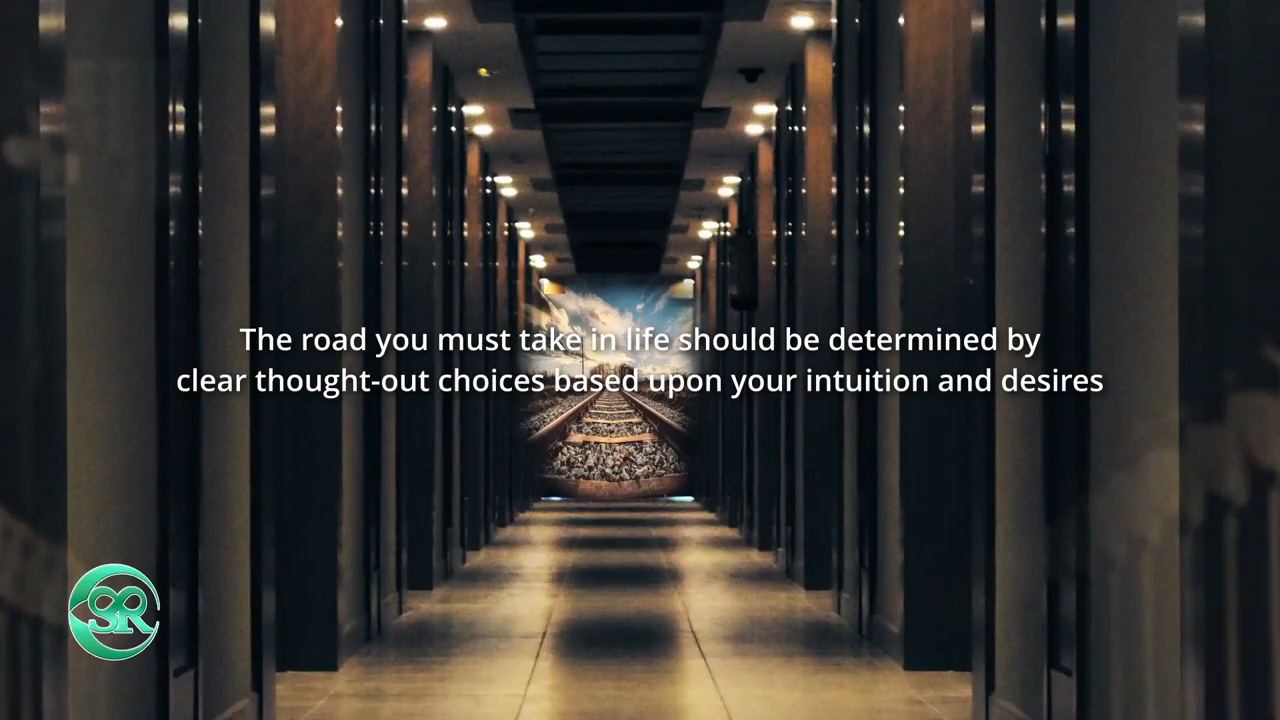 The road you must take in life should be determined by
clear thought-out choices based upon your intuition and desires
SR